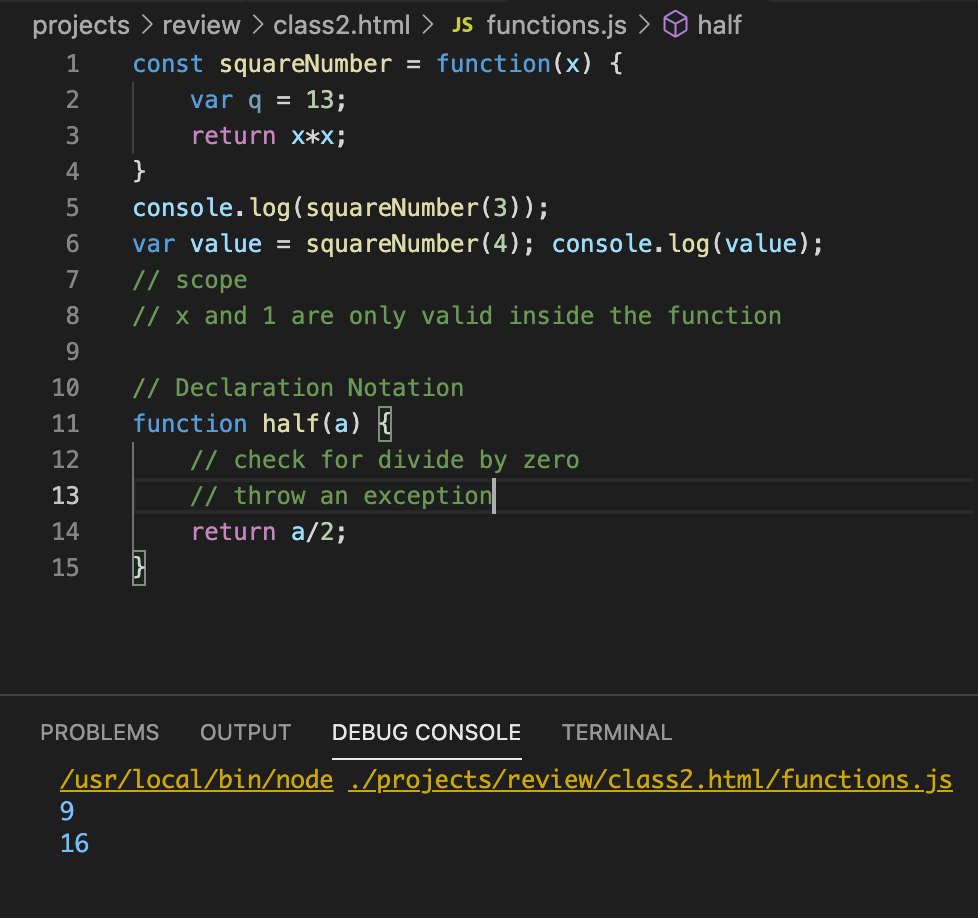 projects > review > class2.html > JS functions.js > half
1 const squareNumber = function(x) {
2     var q = 13;
3     return x*x;
4 }
5 console.log(squareNumber(3));
6 var value = squareNumber(4); console.log(value);
7 // scope
8 // x and 1 are only valid inside the function
9
10 // Declaration Notation
11 function half(a) {
12     // check for divide by zero
13     // throw an exception
14     return a/2;
15 }
PROBLEMS OUTPUT DEBUG CONSOLE TERMINAL
/usr/local/bin/node ./projects/review/class2.html/functions.js
9
16